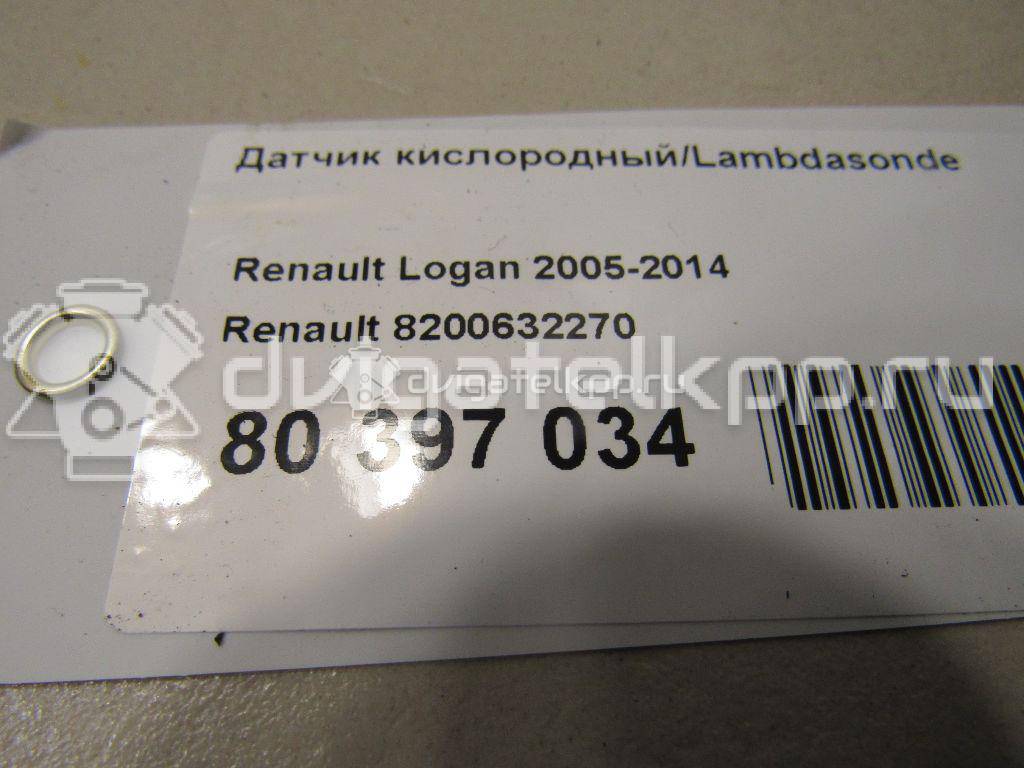 Датчик кислородный/Lambdasonde
Renault Logan 2005-2014
Renault 8200632270
dvigatelkpp.ru
dvigatelkpp.ru
80 397 034